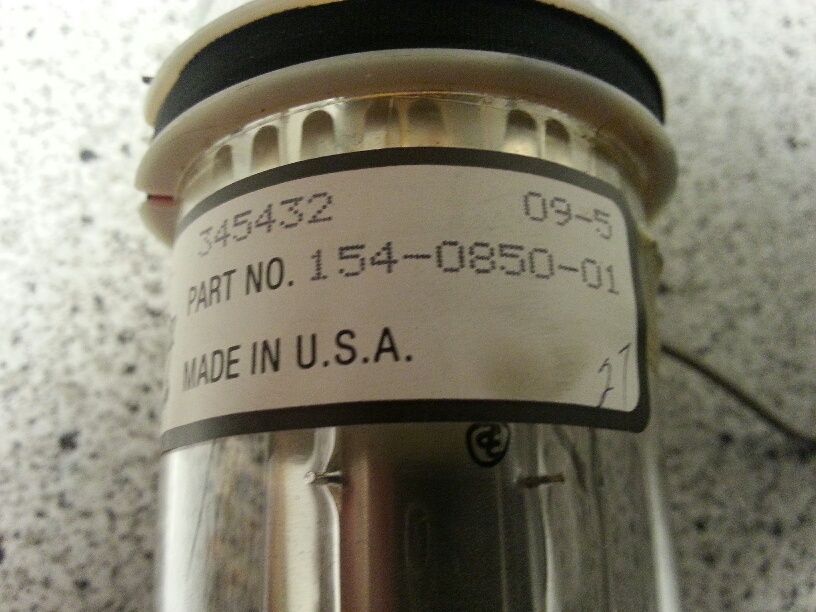 345432 09-5
PART NO. 154-0850-01
MADE IN U.S.A.
27